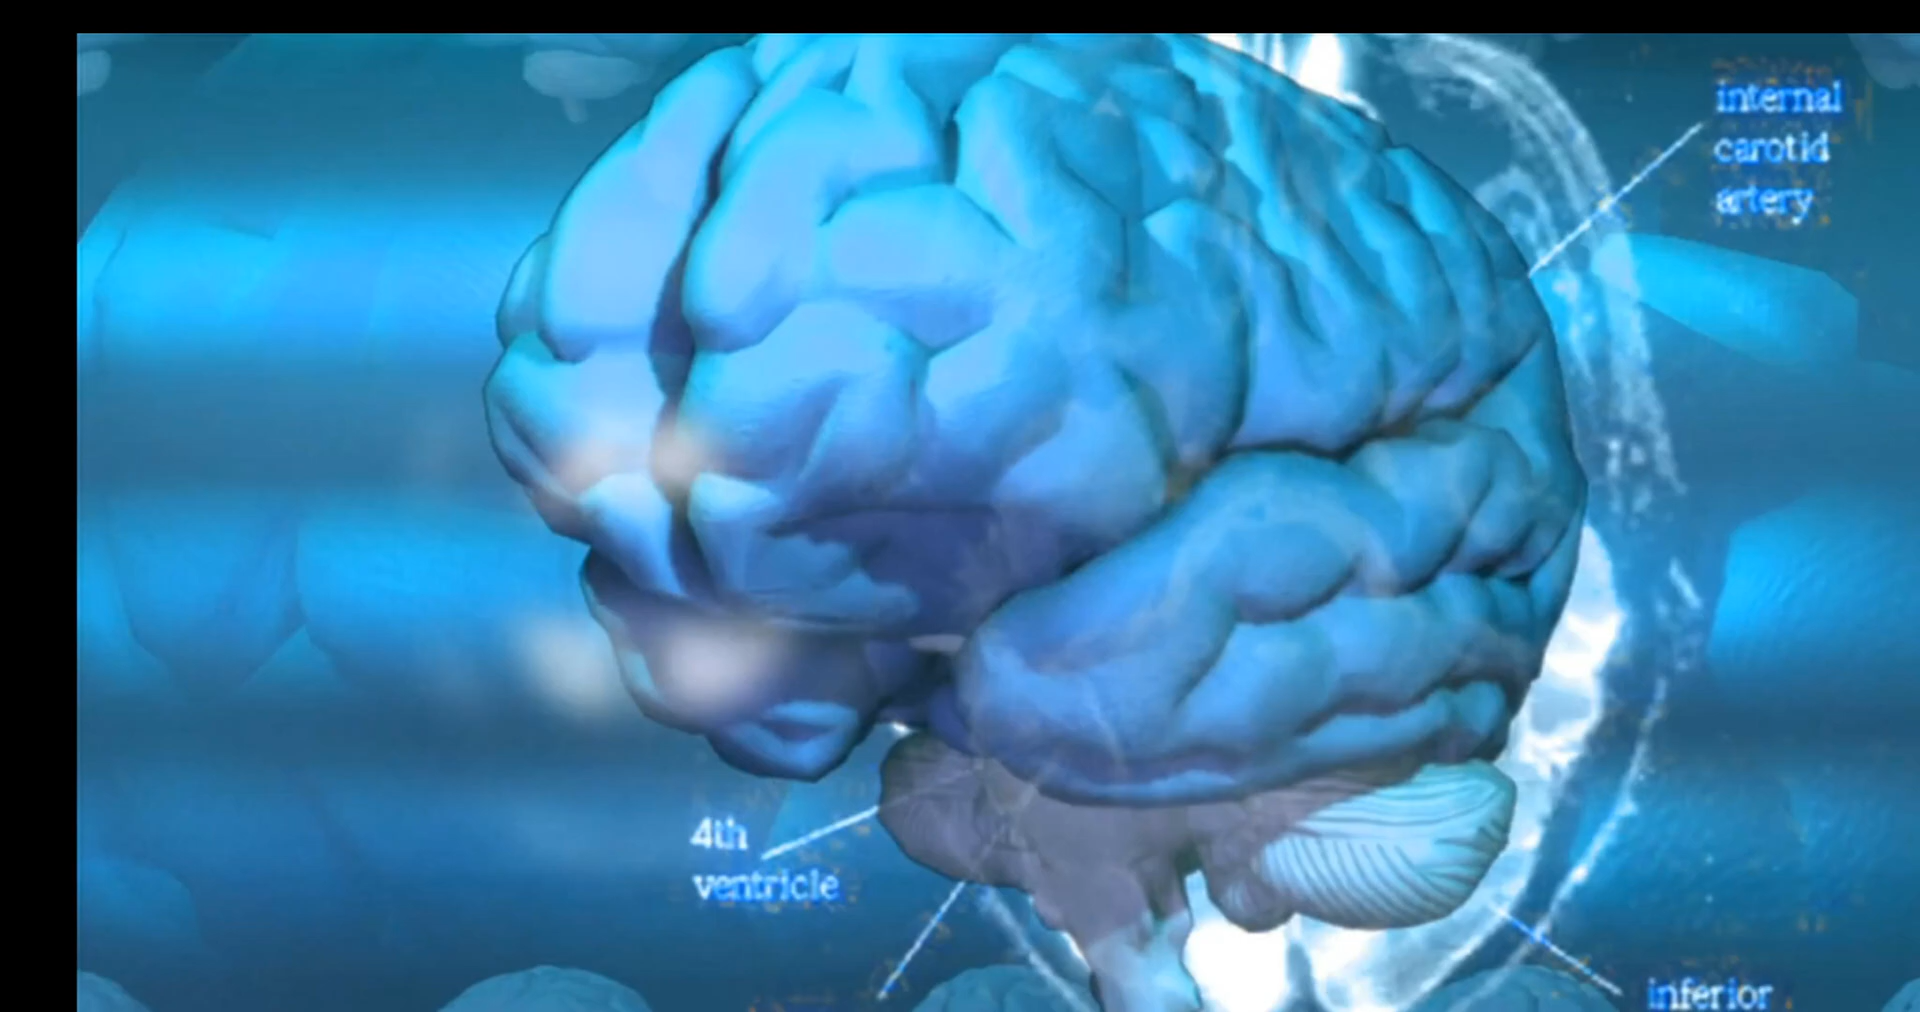 internal
carotid
artery
4th
ventricle
inferior